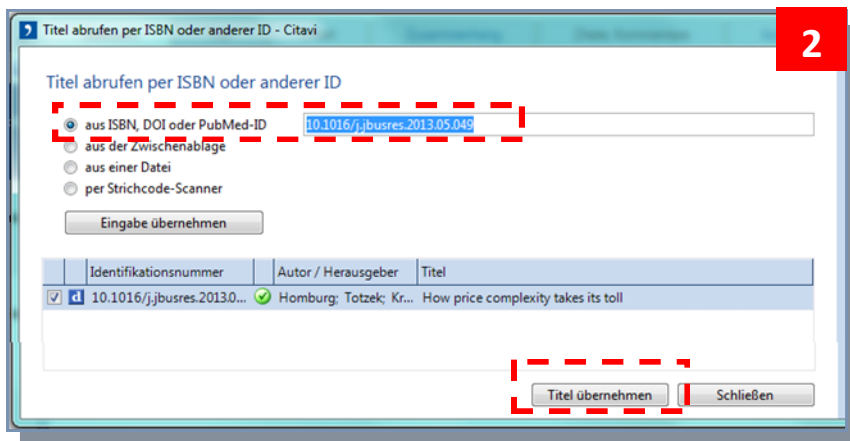 Titel abrufen per ISBN oder anderer ID - Citavi
2
Titel abrufen per ISBN oder anderer ID
aus ISBN, DOI oder PubMed-ID 10.1016/j.jbusres.2013.05.049
aus der Zwischenablage
aus einer Datei
per Strichcode-Scanner
Eingabe übernehmen
Identifikationsnummer Autor / Herausgeber Titel
d 10.1016/j.jbusres.2013.0... Homburg; Totzek; Kr... How price complexity takes its toll
Titel übernehmen Schließen